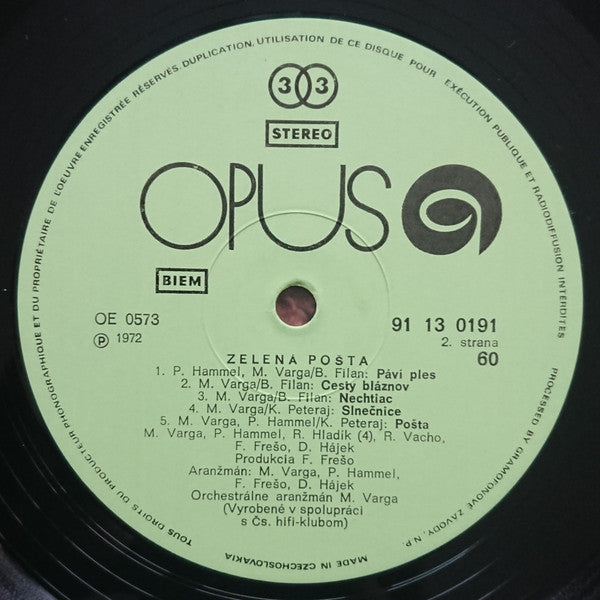 TOUS DROITS DU PRODUCTEUR PHONOGRAPHIQUE ET DU PROPRIÉTAIRE DE L'OEUVRE ENREGISTRÉE RÉSERVÉS. DUPLICATION, UTILISATION DE CE DISQUE POUR EXÉCUTION PUBLIQUE ET RADIODIFFUSION INTERDITES
PROCESSED BY GRAMOFONOVÉ ZÁVODY, N.P.
MADE IN CZECHOSLOVAKIA
33
STEREO
OPUS
BIEM
OE 0573
91 13 0191
Ⓟ 1972
2. strana
60
ZELENÁ POŠTA
1. P. Hammel, M. Varga/B. Filan: Páví ples
2. M. Varga/B. Filan: Cesty bláznov
3. M. Varga/B. Filan: Nechtiac
4. M. Varga/K. Peteraj: Slnečnice
5. M. Varga, P. Hammel/K. Peteraj: Pošta
M. Varga, P. Hammel, R. Hladík (4), R. Vacho,
F. Frešo, D. Hájek
Produkcia F. Frešo
Aranžmán: M. Varga, P. Hammel,
F. Frešo, D. Hájek
Orchestrálne aranžmán M. Varga
(Vyrobené v spolupráci
s Čs. hifi-klubom)